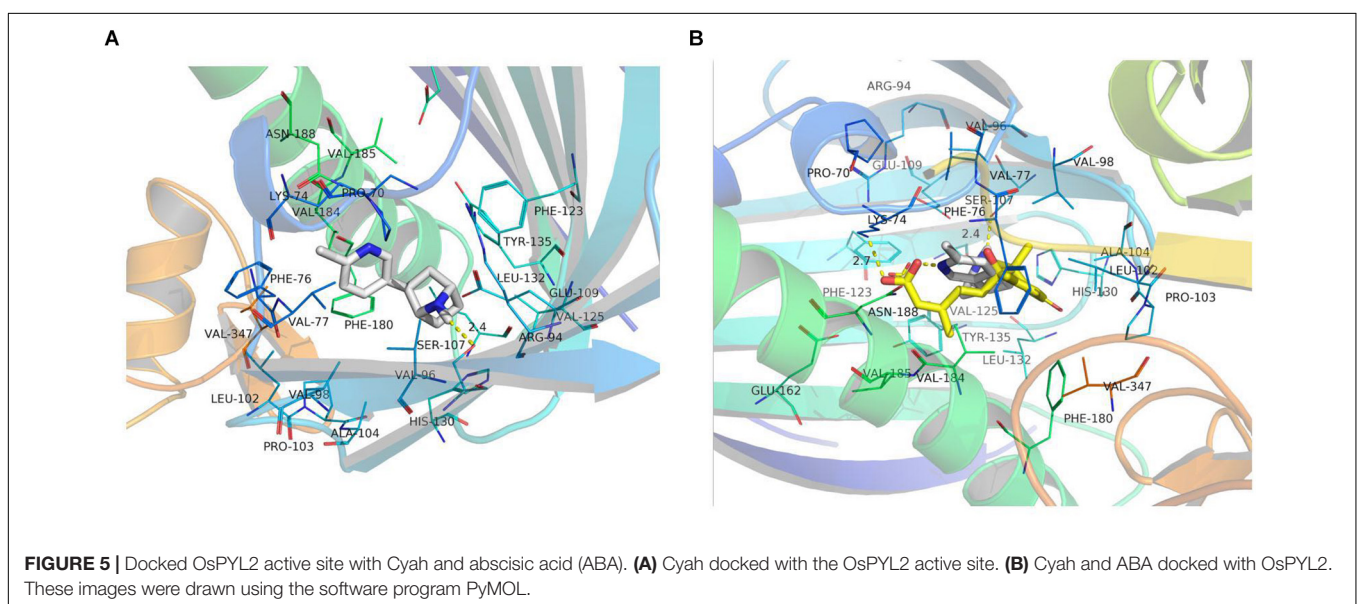 A
ASN-188
VAL-185
LYS-74
PRO-70
VAL-184
PHE-123
TYR-135
PHE-76
LEU-132
GLU-109
VAL-77
VAL-125
PHE-180
2.4
VAL-347
SER-107
ARG-94
VAL-96
LEU-102
VAL-98
HIS-130
ALA-104
PRO-103
B
ARG-94
VAL-96
GLU-109
VAL-98
PRO-70
VAL-77
SER-107
LYS-74
PHE-76
2.4
ALA-104
2.7
LEU-102
HIS-130
PHE-123
PRO-103
ASN-188
VAL-125
TYR-135
LEU-132
VAL-185
VAL-184
VAL-347
GLU-162
PHE-180
FIGURE 5 | Docked OsPYL2 active site with Cyah and abscisic acid (ABA). (A) Cyah docked with the OsPYL2 active site. (B) Cyah and ABA docked with OsPYL2.
These images were drawn using the software program PyMOL.